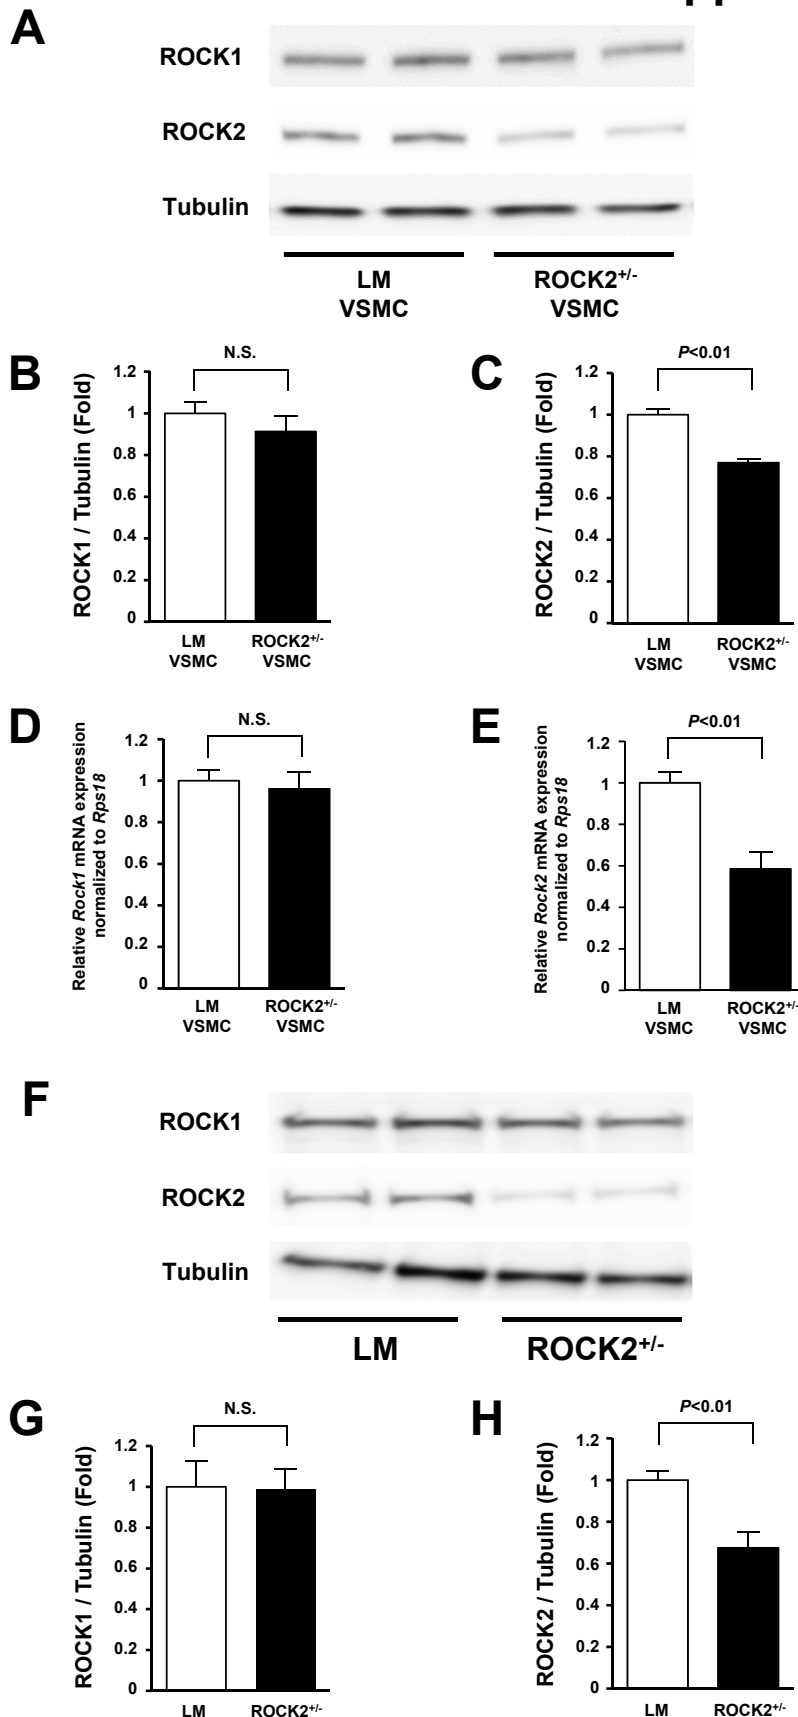 A
ROCK1
ROCK2
Tubulin
LM
VSMC
ROCK2+/-
VSMC
B
N.S.
ROCK1 / Tubulin (Fold)
1.2
1
0.8
0.6
0.4
0.2
0
LM
VSMC
ROCK2+/-
VSMC
C
P<0.01
ROCK2 / Tubulin (Fold)
1.2
1
0.8
0.6
0.4
0.2
0
LM
VSMC
ROCK2+/-
VSMC
D
N.S.
Relative Rock1 mRNA expression
normalized to Rps18
1.2
1
0.8
0.6
0.4
0.2
0
LM
VSMC
ROCK2+/-
VSMC
E
P<0.01
Relative Rock2 mRNA expression
normalized to Rps18
1.2
1
0.8
0.6
0.4
0.2
0
LM
VSMC
ROCK2+/-
VSMC
F
ROCK1
ROCK2
Tubulin
LM
ROCK2+/-
G
N.S.
ROCK1 / Tubulin (Fold)
1.2
1
0.8
0.6
0.4
0.2
0
LM
ROCK2+/-
H
P<0.01
ROCK2 / Tubulin (Fold)
1.2
1
0.8
0.6
0.4
0.2
0
LM
ROCK2+/-